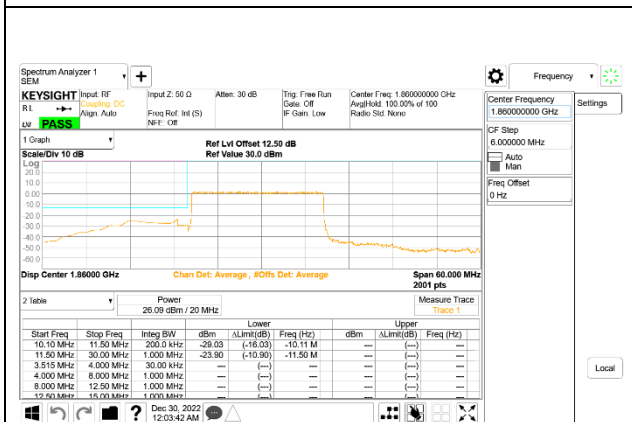 Spectrum Analyzer 1
SEM
Frequency
KEYSIGHT Input: RF Input Z: 50 Ω Atten: 30 dB Trig: Free Run Center Freq: 1.860000000 GHz
RL Coupling: DC Gate: Off Avg|Hold: 100.00% of 100
Align: Auto Freq Ref: Int (S) IF Gain: Low Radio Std: None
NFE: Off
PASS
Center Frequency
1.860000000 GHz
Settings
CF Step
6.000000 MHz
Auto
Man
Freq Offset
0 Hz
1 Graph
Ref Lvl Offset 12.50 dB
Scale/Div 10 dB Ref Value 30.0 dBm
Log
20.0
10.0
0.00
-10.0
-20.0
-30.0
-40.0
-50.0
-60.0
Disp Center 1.86000 GHz Chan Det: Average , #Offs Det: Average Span 60.000 MHz
2001 pts
2 Table Power Measure Trace
26.09 dBm / 20 MHz Trace 1
Lower Upper
Start Freq Stop Freq Integ BW dBm ΔLimit(dB) Freq (Hz) dBm ΔLimit(dB) Freq (Hz)
10.10 MHz 11.50 MHz 200.0 kHz -29.03 (-16.03) -10.11 M --- (---) ---
11.50 MHz 30.00 MHz 1.000 MHz -23.90 (-10.90) -11.50 M --- (---) ---
3.515 MHz 4.000 MHz 30.00 kHz --- (---) --- --- (---) ---
4.000 MHz 8.000 MHz 1.000 MHz --- (---) --- --- (---) ---
8.000 MHz 12.50 MHz 1.000 MHz --- (---) --- --- (---) ---
12.50 MHz 15.00 MHz 1.000 MHz --- (---) --- --- (---) ---
Local
? Dec 30, 2022
12:03:42 AM